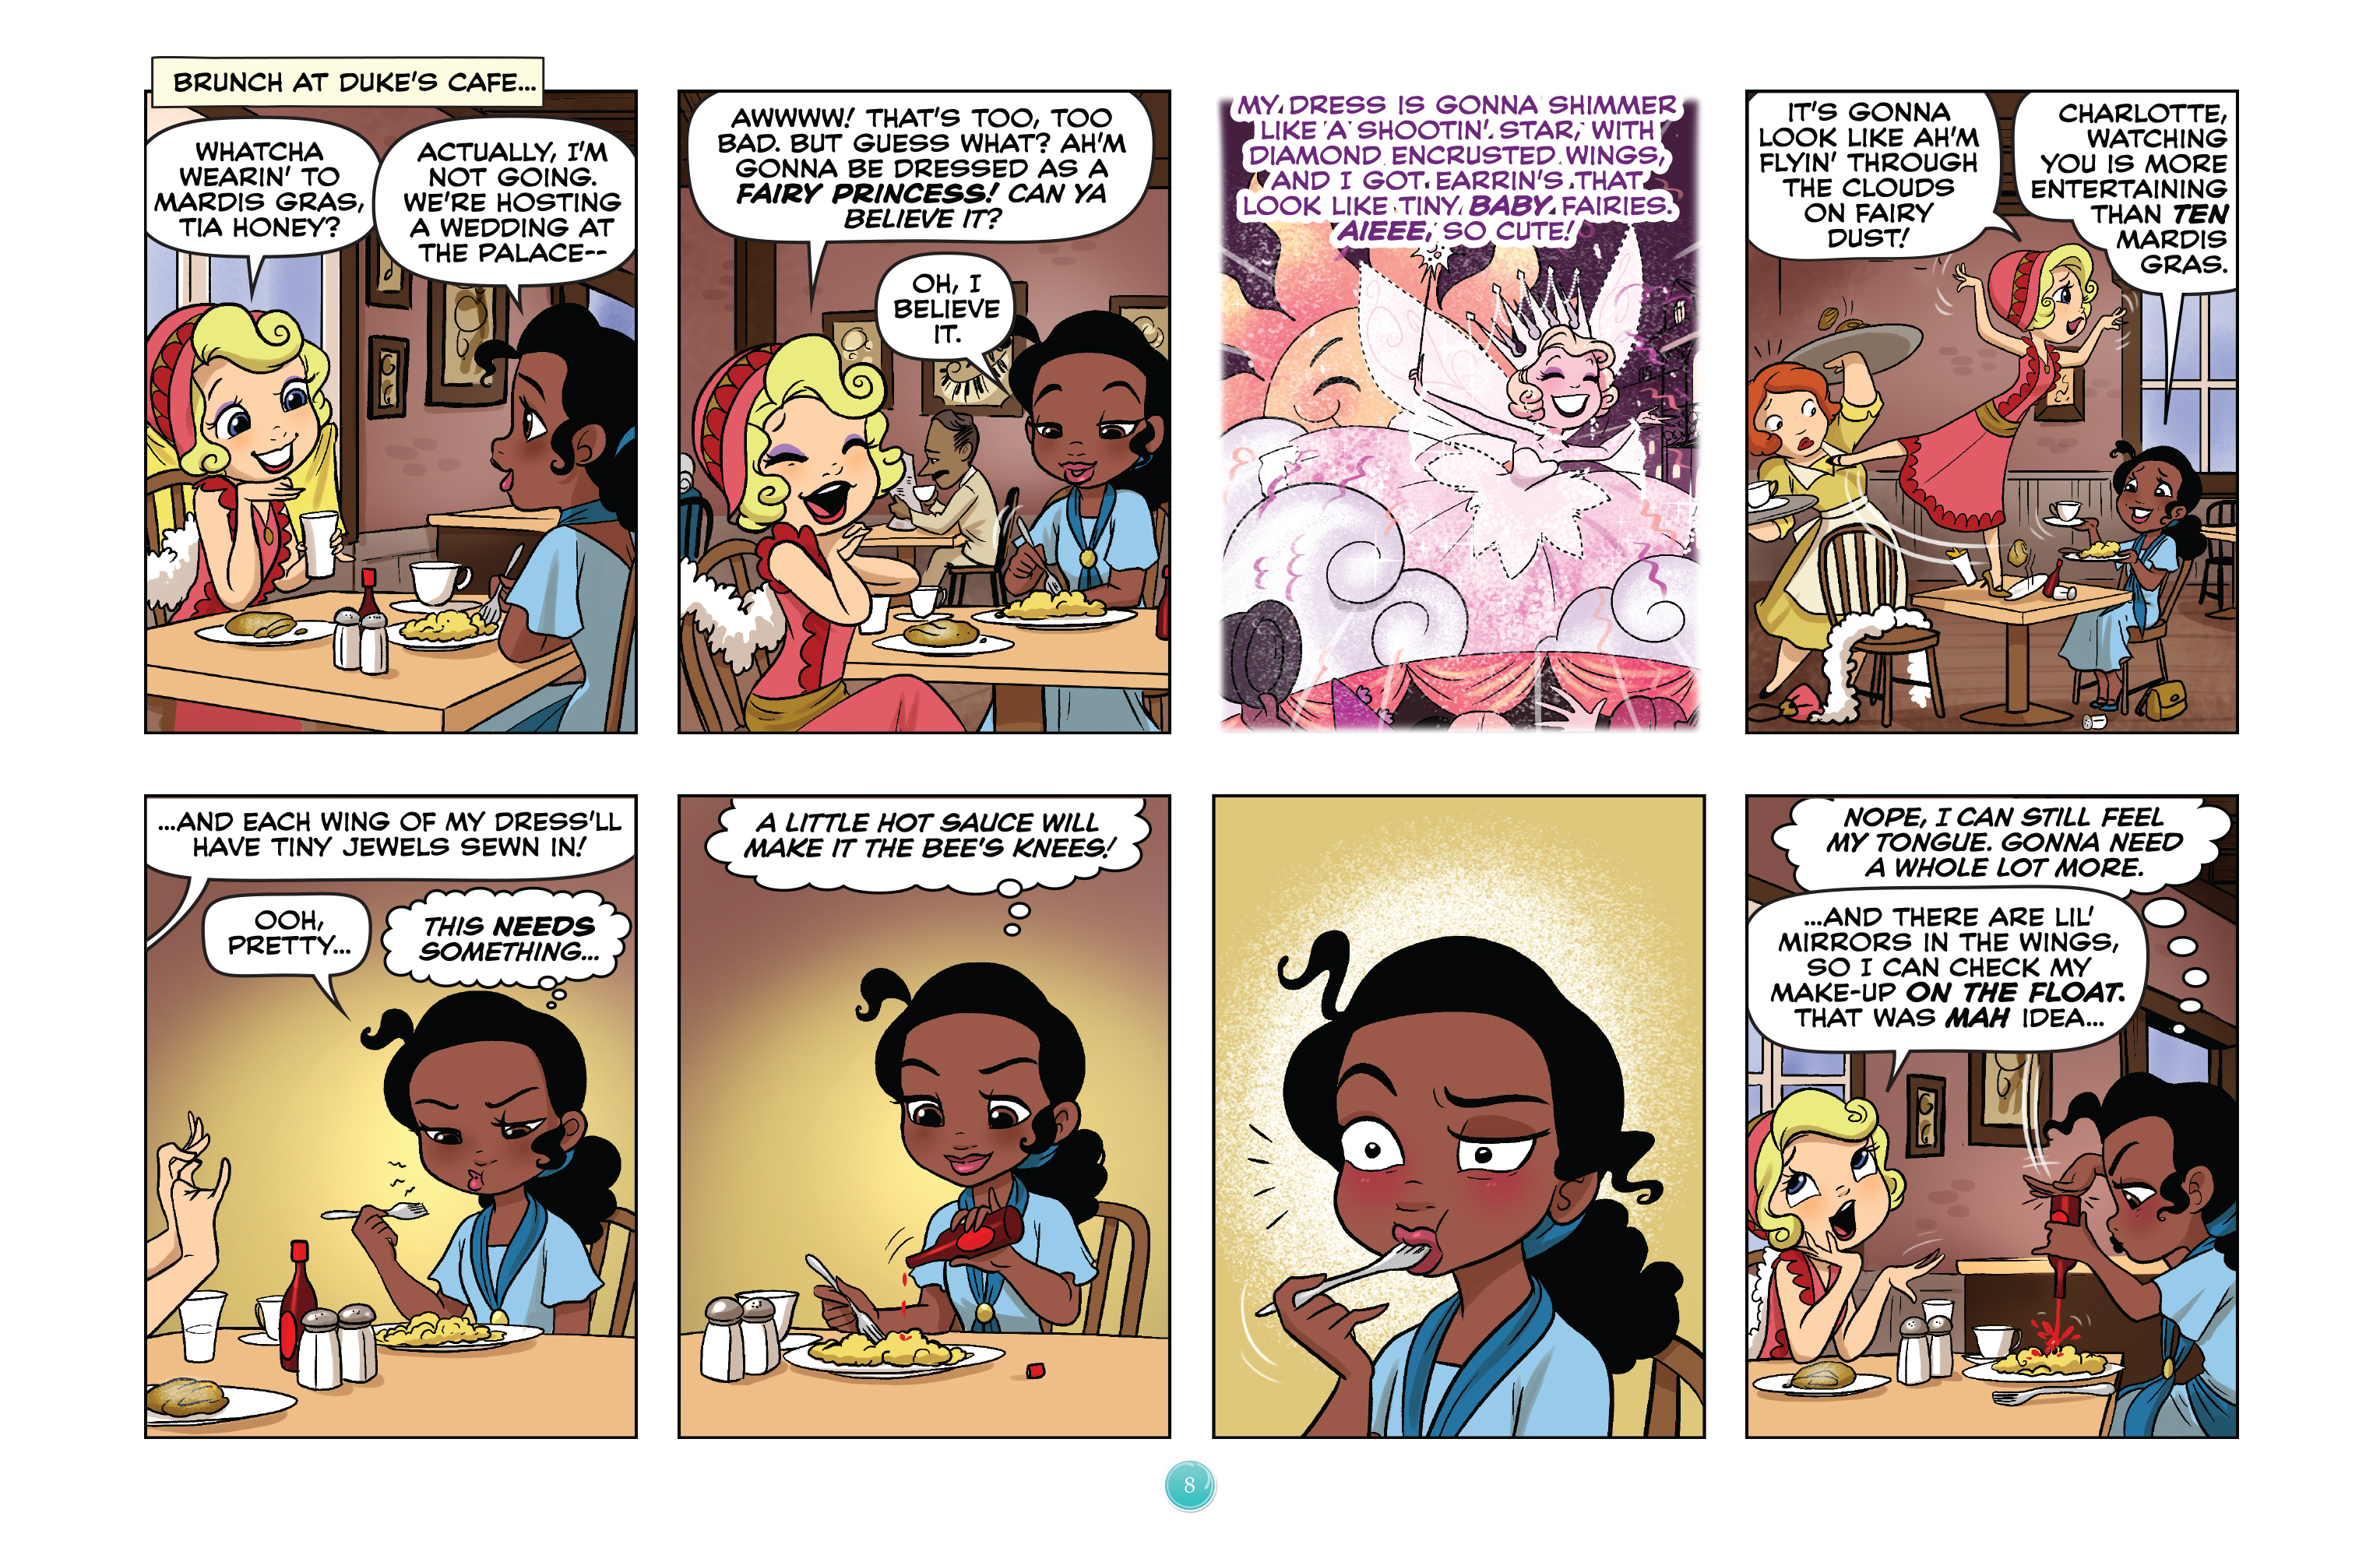 BRUNCH AT DUKE'S CAFE...
WHATCHA
WEARIN' TO
MARDIS GRAS,
TIA HONEY?
ACTUALLY, I'M
NOT GOING.
WE'RE HOSTING
A WEDDING AT
THE PALACE--
AWWWW! THAT'S TOO, TOO
BAD. BUT GUESS WHAT? AH'M
GONNA BE DRESSED AS A
FAIRY PRINCESS! CAN YA
BELIEVE IT?
OH, I
BELIEVE
IT.
MY DRESS IS GONNA SHIMMER
LIKE A SHOOTIN' STAR, WITH
DIAMOND ENCRUSTED WINGS,
AND I GOT EARRIN'S THAT
LOOK LIKE TINY BABY FAIRIES.
AIEEE, SO CUTE!
IT'S GONNA
LOOK LIKE AH'M
FLYIN' THROUGH
THE CLOUDS
ON FAIRY
DUST!
CHARLOTTE,
WATCHING
YOU IS MORE
ENTERTAINING
THAN TEN
MARDIS
GRAS.
...AND EACH WING OF MY DRESS'LL
HAVE TINY JEWELS SEWN IN!
OOH,
PRETTY...
THIS NEEDS
SOMETHING...
A LITTLE HOT SAUCE WILL
MAKE IT THE BEE'S KNEES!
NOPE, I CAN STILL FEEL
MY TONGUE. GONNA NEED
A WHOLE LOT MORE.
...AND THERE ARE LIL'
MIRRORS IN THE WINGS,
SO I CAN CHECK MY
MAKE-UP ON THE FLOAT.
THAT WAS MAH IDEA...
8